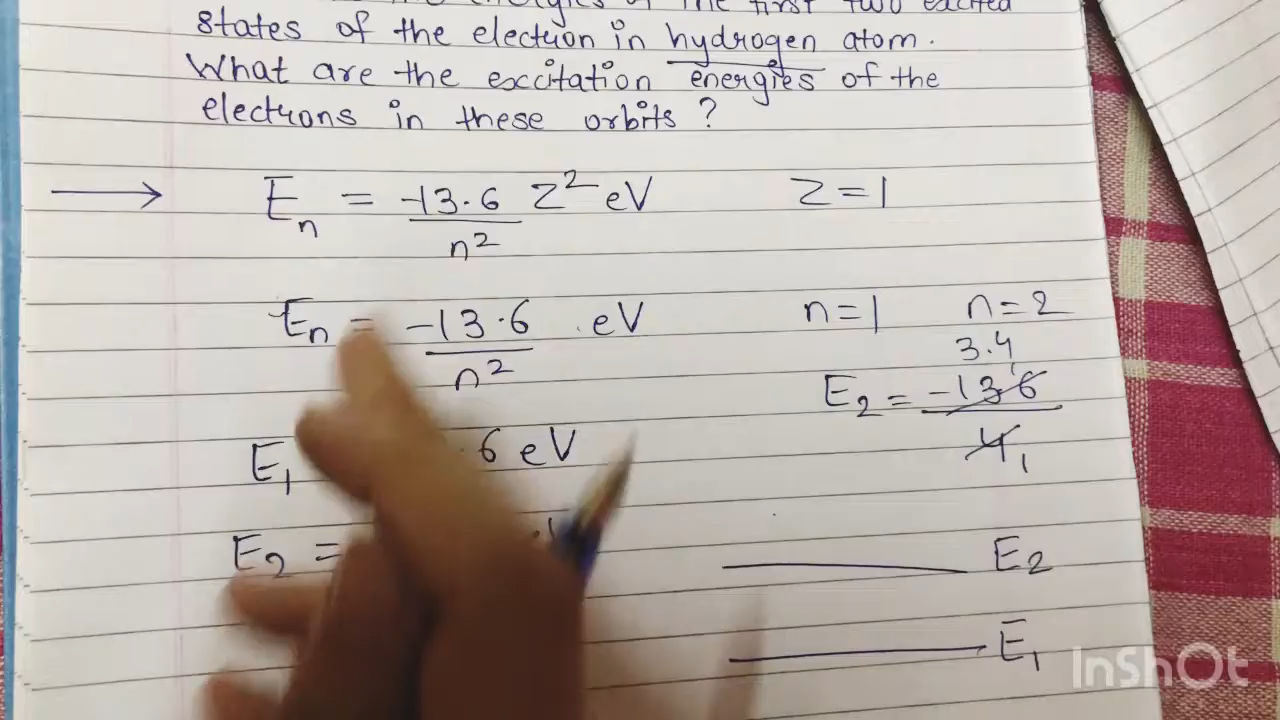 states of the electron in hydrogen atom.
What are the excitation energies of the
electrons in these orbits ?
En = -13.6 Z² eV Z=1
n²
En = -13.6 eV n=1 n=2
n²
3.4
E2 = -13.6
4 1
E1 6 eV
E2 =
E2
E1
InShOt